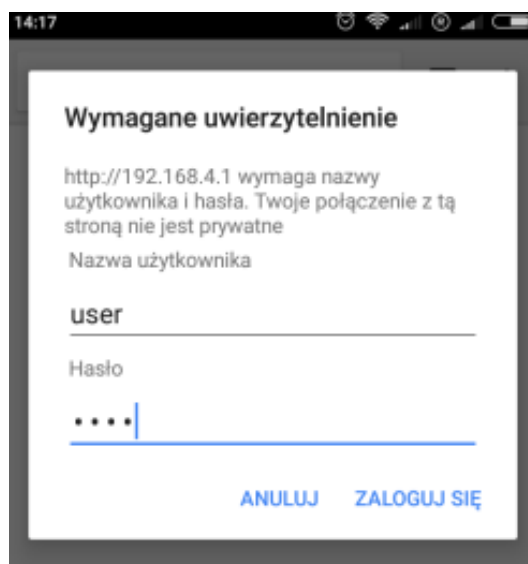 14:17
Wymagane uwierzytelnienie
http://192.168.4.1 wymaga nazwy
użytkownika i hasła. Twoje połączenie z tą
stroną nie jest prywatne
Nazwa użytkownika
user
Hasło
••••
ANULUJ ZALOGUJ SIĘ